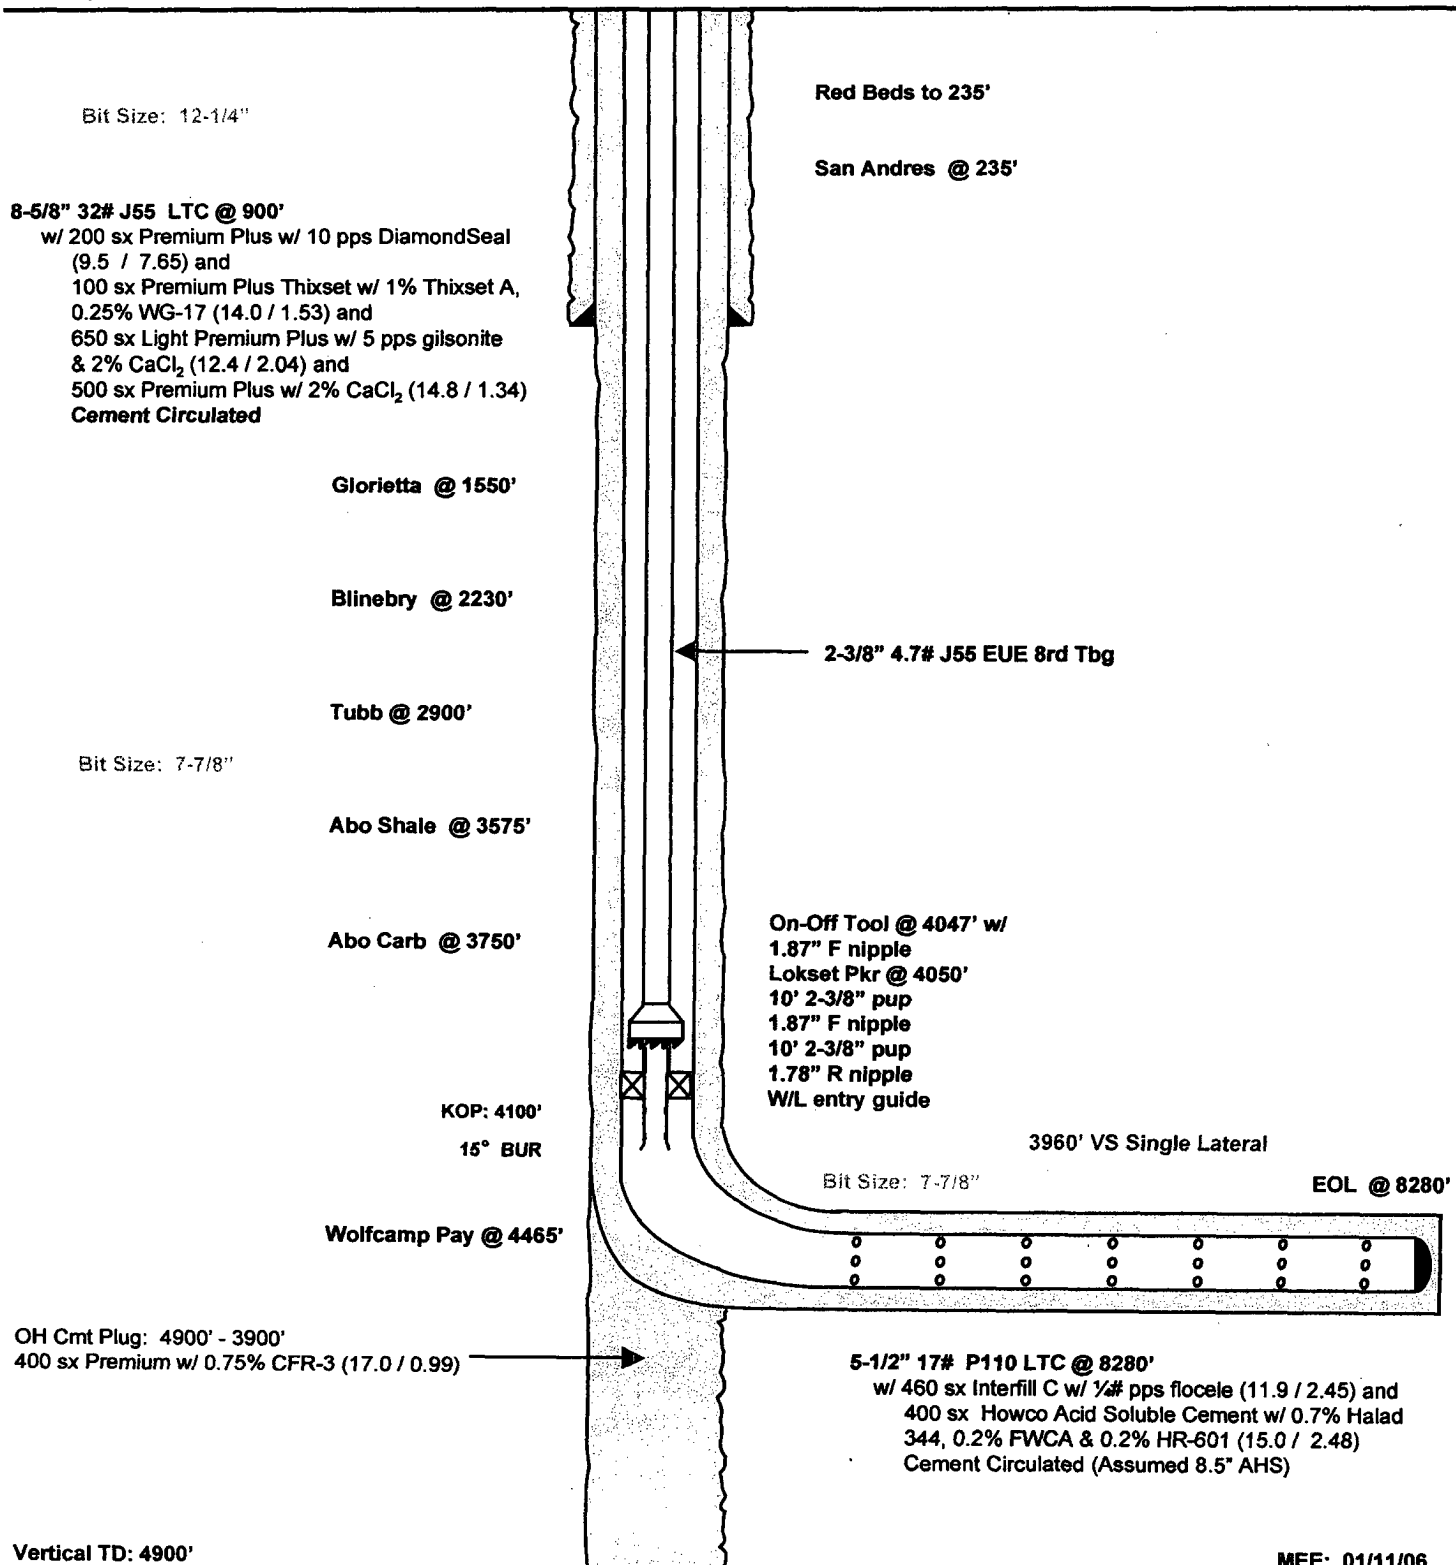 Bit Size: 12-1/4"
Red Beds to 235'
San Andres @ 235'
8-5/8" 32# J55 LTC @ 900'
w/ 200 sx Premium Plus w/ 10 pps DiamondSeal
(9.5 / 7.65) and
100 sx Premium Plus Thixset w/ 1% Thixset A,
0.25% WG-17 (14.0 / 1.53) and
650 sx Light Premium Plus w/ 5 pps gilsonite
& 2% CaCl₂ (12.4 / 2.04) and
500 sx Premium Plus w/ 2% CaCl₂ (14.8 / 1.34)
Cement Circulated
Glorietta @ 1550'
Blinebry @ 2230'
2-3/8" 4.7# J55 EUE 8rd Tbg
Tubb @ 2900'
Bit Size: 7-7/8"
Abo Shale @ 3575'
Abo Carb @ 3750'
On-Off Tool @ 4047' w/
1.87" F nipple
Lokset Pkr @ 4050'
10' 2-3/8" pup
1.87" F nipple
10' 2-3/8" pup
1.78" R nipple
W/L entry guide
KOP: 4100'
15° BUR
3960' VS Single Lateral
Bit Size: 7-7/8"
EOL @ 8280'
Wolfcamp Pay @ 4465'
OH Cmt Plug: 4900' - 3900'
400 sx Premium w/ 0.75% CFR-3 (17.0 / 0.99)
5-1/2" 17# P110 LTC @ 8280'
w/ 460 sx Interfill C w/ ¼# pps flocele (11.9 / 2.45) and
400 sx Howco Acid Soluble Cement w/ 0.7% Halad
344, 0.2% FWCA & 0.2% HR-601 (15.0 / 2.48)
Cement Circulated (Assumed 8.5" AHS)
Vertical TD: 4900'
MEE: 01/11/06